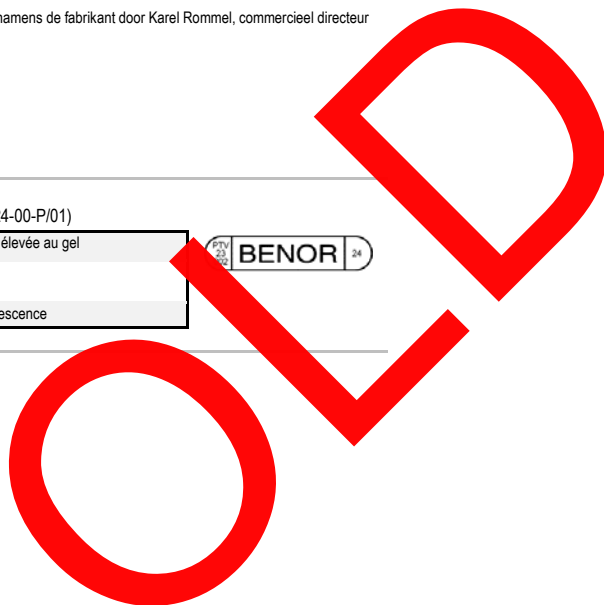 namens de fabrikant door Karel Rommel, commercieel directeur
4-00-P/01)
élevée au gel
PTV
23
BENOR
24
escence
OLD